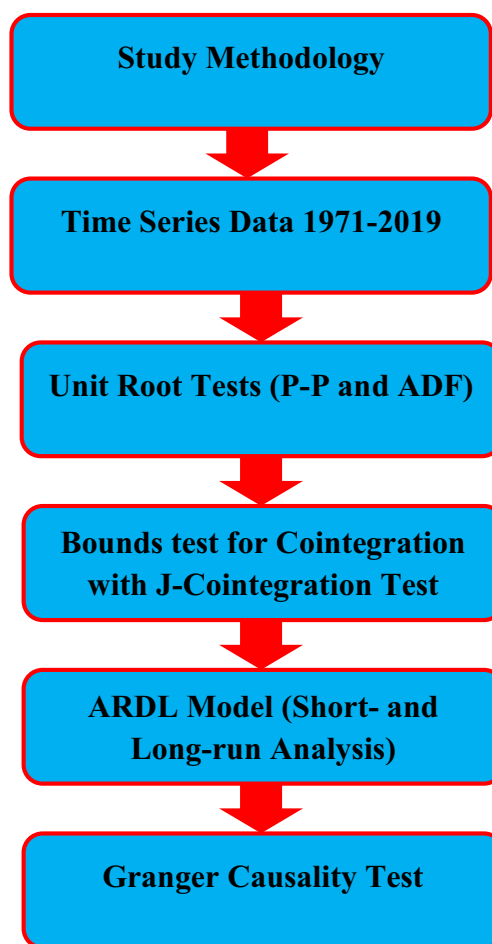 Study Methodology
Time Series Data 1971-2019
Unit Root Tests (P-P and ADF)
Bounds test for Cointegration
with J-Cointegration Test
ARDL Model (Short- and
Long-run Analysis)
Granger Causality Test